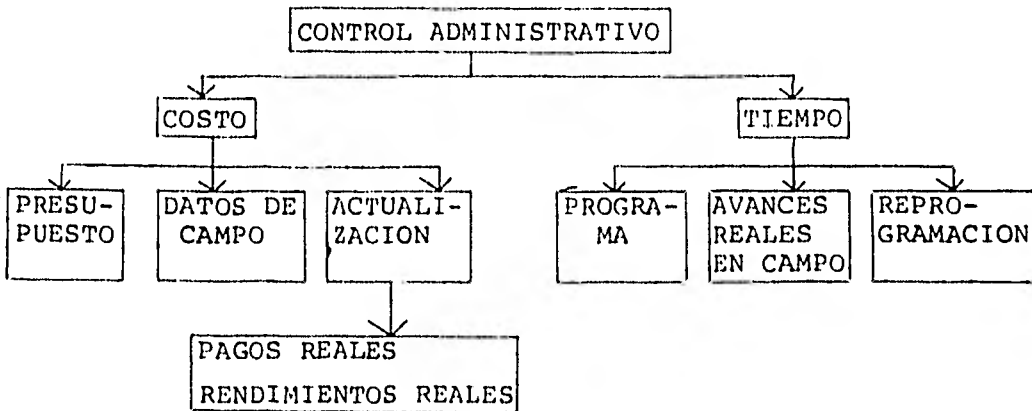 CONTROL ADMINISTRATIVO
COSTO
TIEMPO
PRESU-
PUESTO
DATOS DE
CAMPO
ACTUALI-
ZACION
PROGRA-
MA
AVANCES
REALES
EN CAMPO
REPRO-
GRAMACION
PAGOS REALES
RENDIMIENTOS REALES